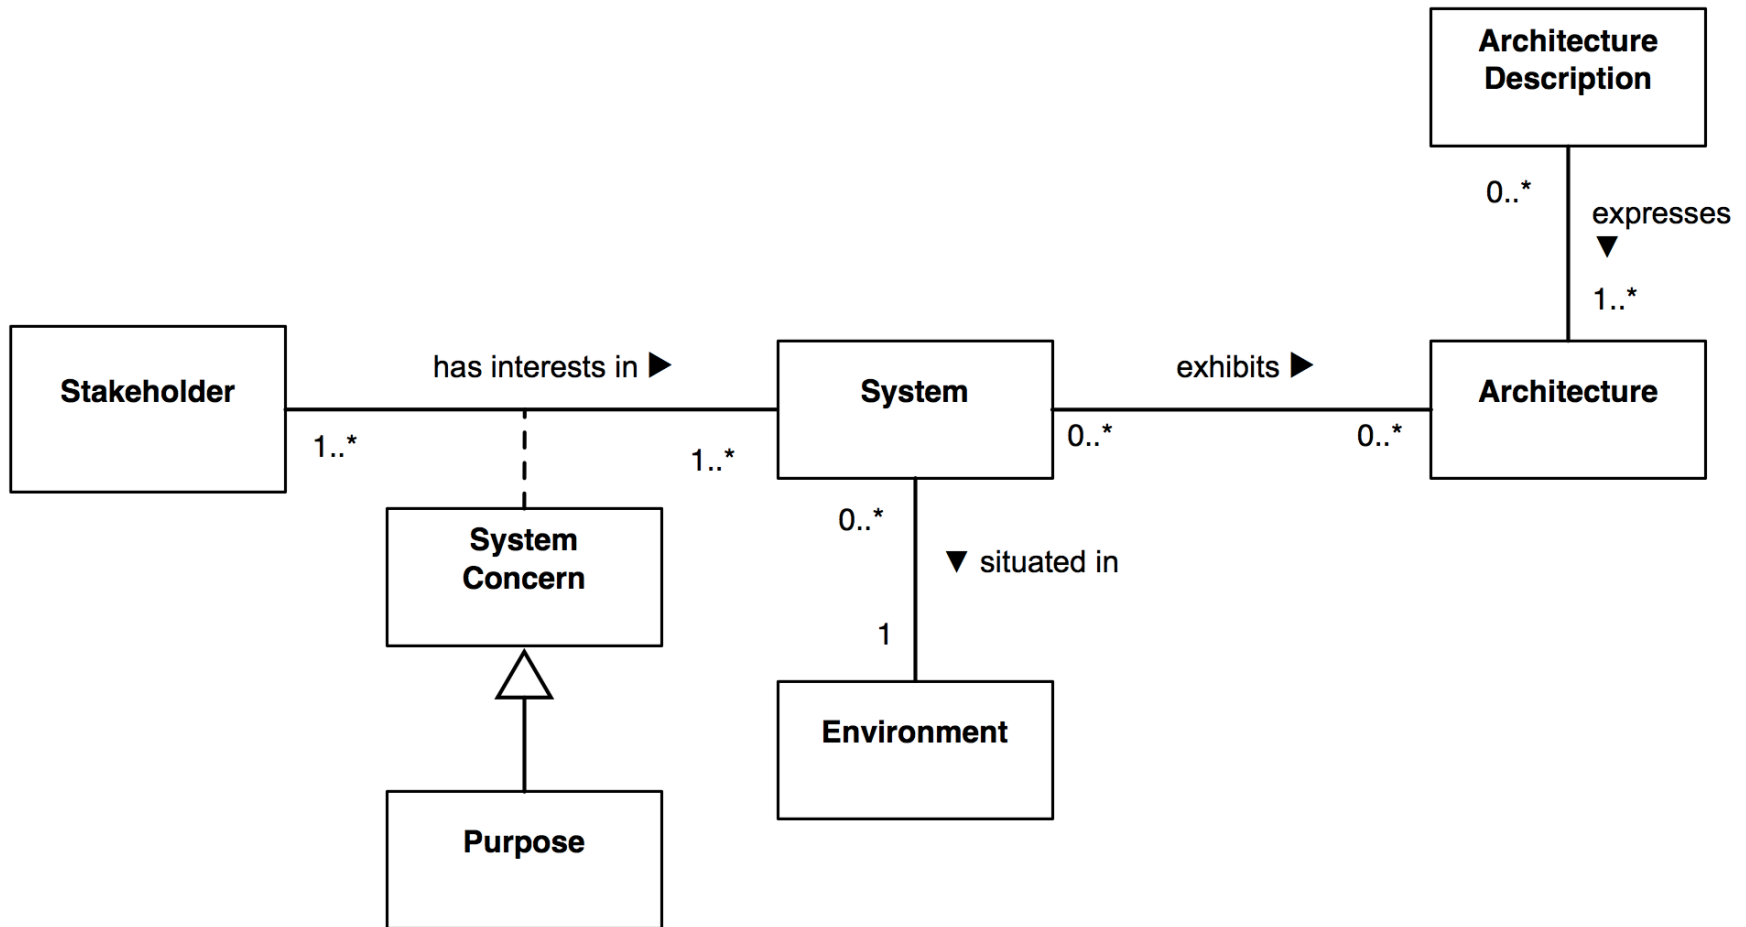 Architecture
Description
0..*
expresses
▼
1..*
Stakeholder
has interests in ▶
System
exhibits ▶
Architecture
1..*
1..*
0..*
0..*
System
Concern
0..*
▼ situated in
1
Environment
Purpose